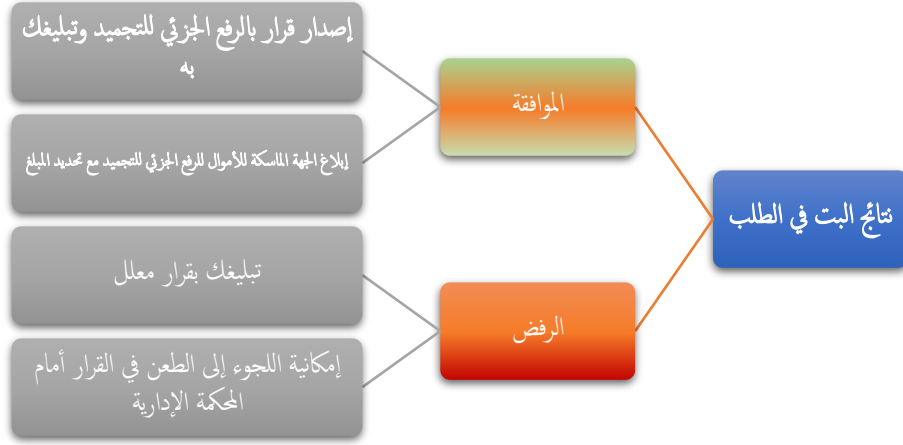 نتائج البت في الطلب
الموافقة
إصدار قرار بالرفع الجزئي للتجميد وتبليغك
به
إبلاغ الجهة الماسكة للأموال للرفع الجزئي للتجميد مع تحديد المبلغ
الرفض
تبليغك بقرار معلل
إمكانية اللجوء إلى الطعن في القرار أمام
المحكمة الإدارية